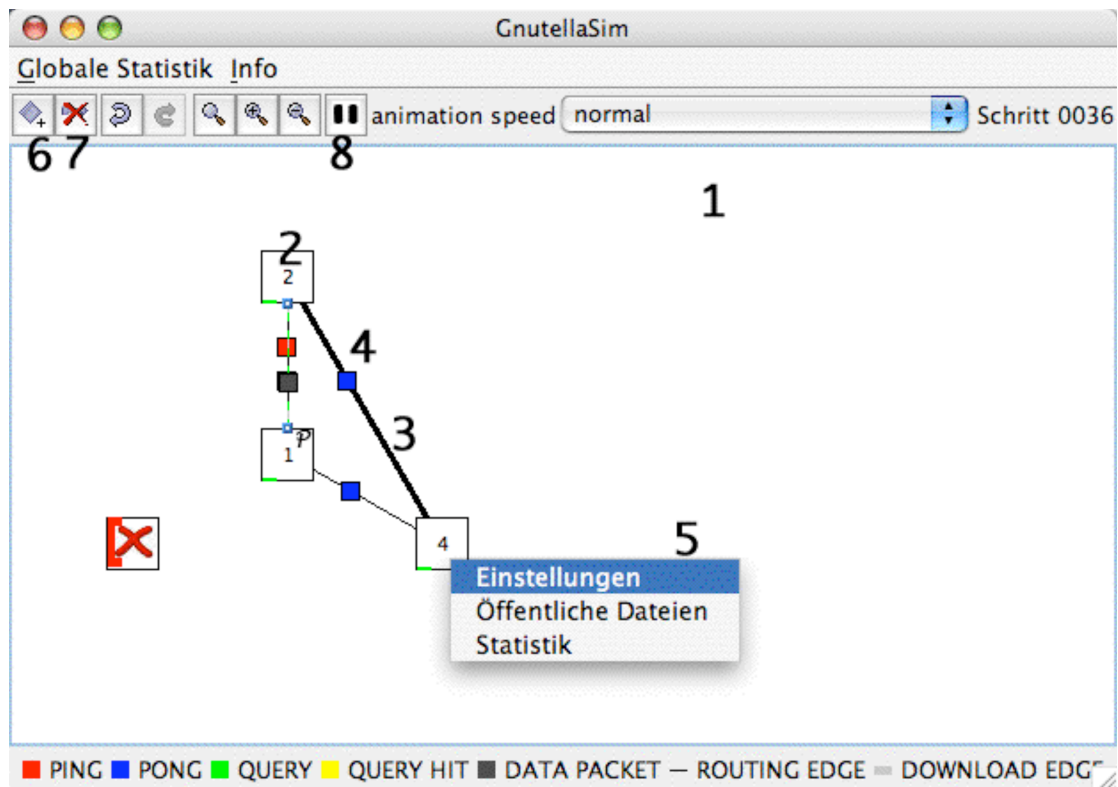 GnutellaSim
Globale Statistik Info
animation speed normal Schritt 0036
6 7 8
1
2
2
4
3
1 P
5
4
Einstellungen
Öffentliche Dateien
Statistik
PING PONG QUERY QUERY HIT DATA PACKET ROUTING EDGE DOWNLOAD EDGE